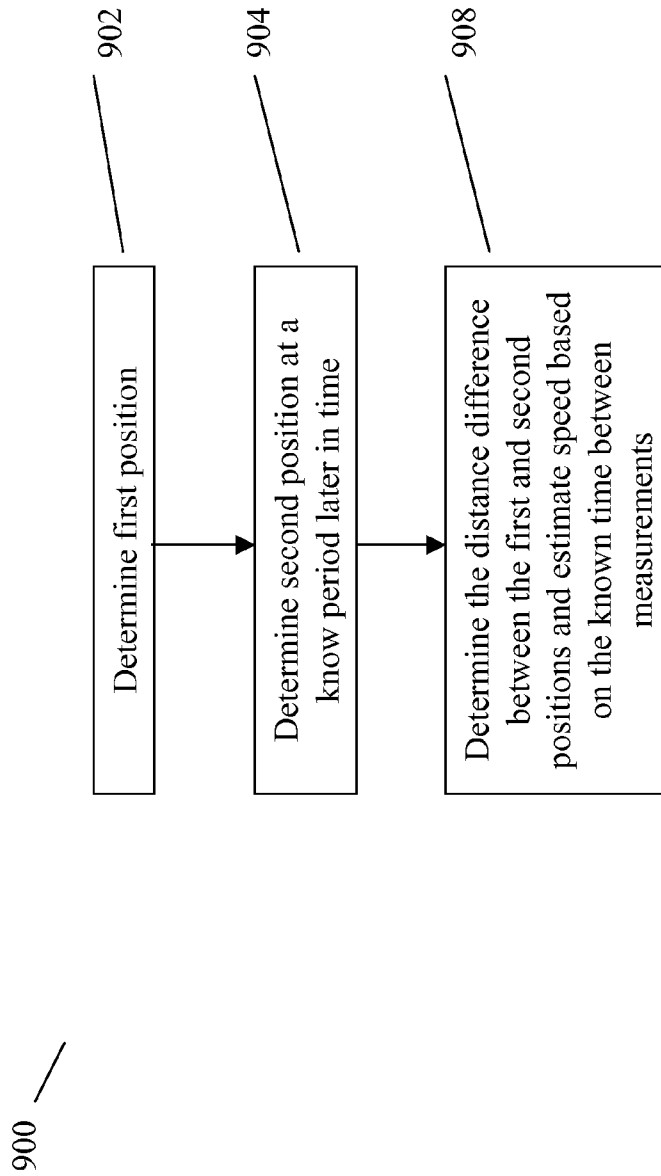 900
Determine first position
902
Determine second position at a
know period later in time
904
Determine the distance difference
between the first and second
positions and estimate speed based
on the known time between
measurements
908